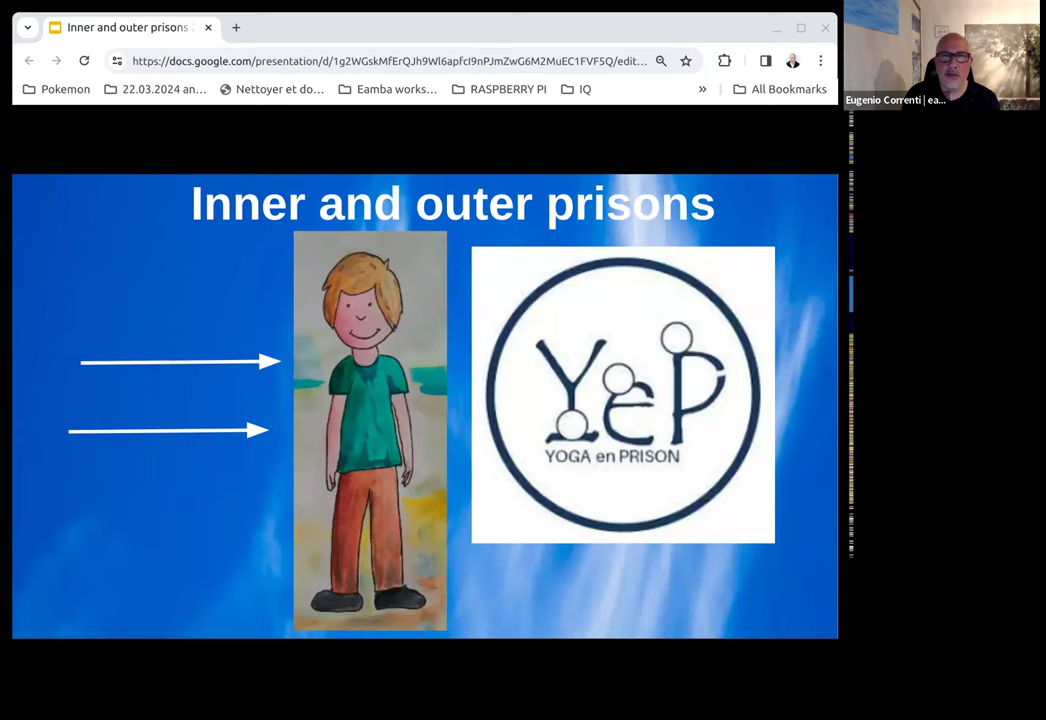 Inner and outer prisons
https://docs.google.com/presentation/d/1g2WGskMfErQJh9Wl6apfcI9nPJmZwG6M2MuEC1FVF5Q/edit...
Pokemon
22.03.2024 an...
Nettoyer et do...
Eamba works...
RASPBERRY PI
IQ
»
All Bookmarks
Eugenio Correnti | ea...
Inner and outer prisons
YeP
YOGA en PRISON